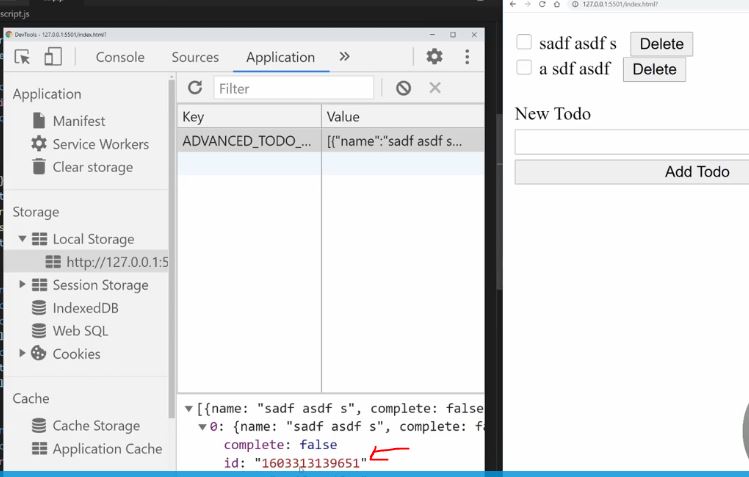 script.js
DevTools - 127.0.0.1:5501/index.html?
Console Sources Application
Application
Manifest
Service Workers
Clear storage
Storage
Local Storage
http://127.0.0.1:5
Session Storage
IndexedDB
Web SQL
Cookies
Cache
Cache Storage
Application Cache
Filter
Key Value
ADVANCED_TODO_... [{"name":"sadf asdf s"...
[{name: "sadf asdf s", complete: false
0: {name: "sadf asdf s", complete: f
complete: false
id: "1603313139651"
127.0.0.1:5501/index.html?
sadf asdf s Delete
a sdf asdf Delete
New Todo
Add Todo